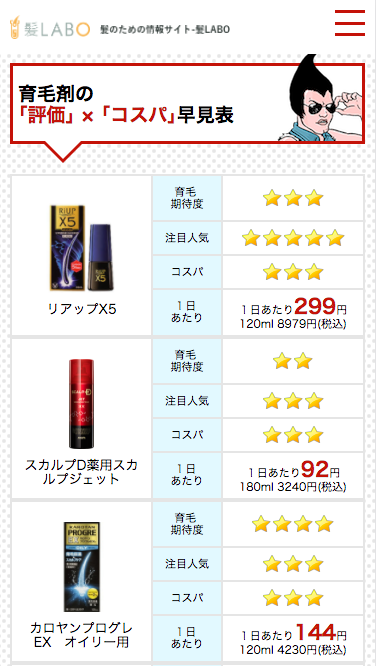 髪LABO 髪のための情報サイト-髪LABO
育毛剤の
「評価」×「コスパ」早見表
RiUP
X5
リアップX5
育毛
期待度
注目人気
コスパ
1日
あたり
1日あたり299円
120ml 8979円(税込)
スカルプD薬用スカ
ルプジェット
育毛
期待度
注目人気
コスパ
1日
あたり
1日あたり92円
180ml 3240円(税込)
PROGRE
カロヤンプログレ
EX オイリー用
育毛
期待度
注目人気
コスパ
1日
あたり
1日あたり144円
120ml 4230円(税込)